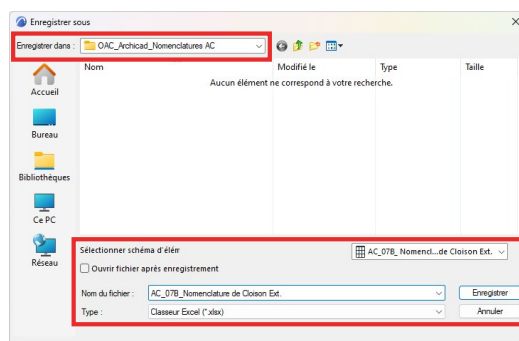 Enregistrer sous
Enregistrer dans : OAC_Archicad_Nomenclatures AC
Nom Modifié le Type Taille
Aucun élément ne correspond à votre recherche.
Accueil
Bureau
Bibliothèques
Ce PC
Réseau
Sélectionner schéma d'élér AC_07B_ Nomencl...de Cloison Ext.
Ouvrir fichier après enregistrement
Nom du fichier : AC_07B_Nomenclature de Cloison Ext. Enregistrer
Type : Classeur Excel (*.xlsx) Annuler